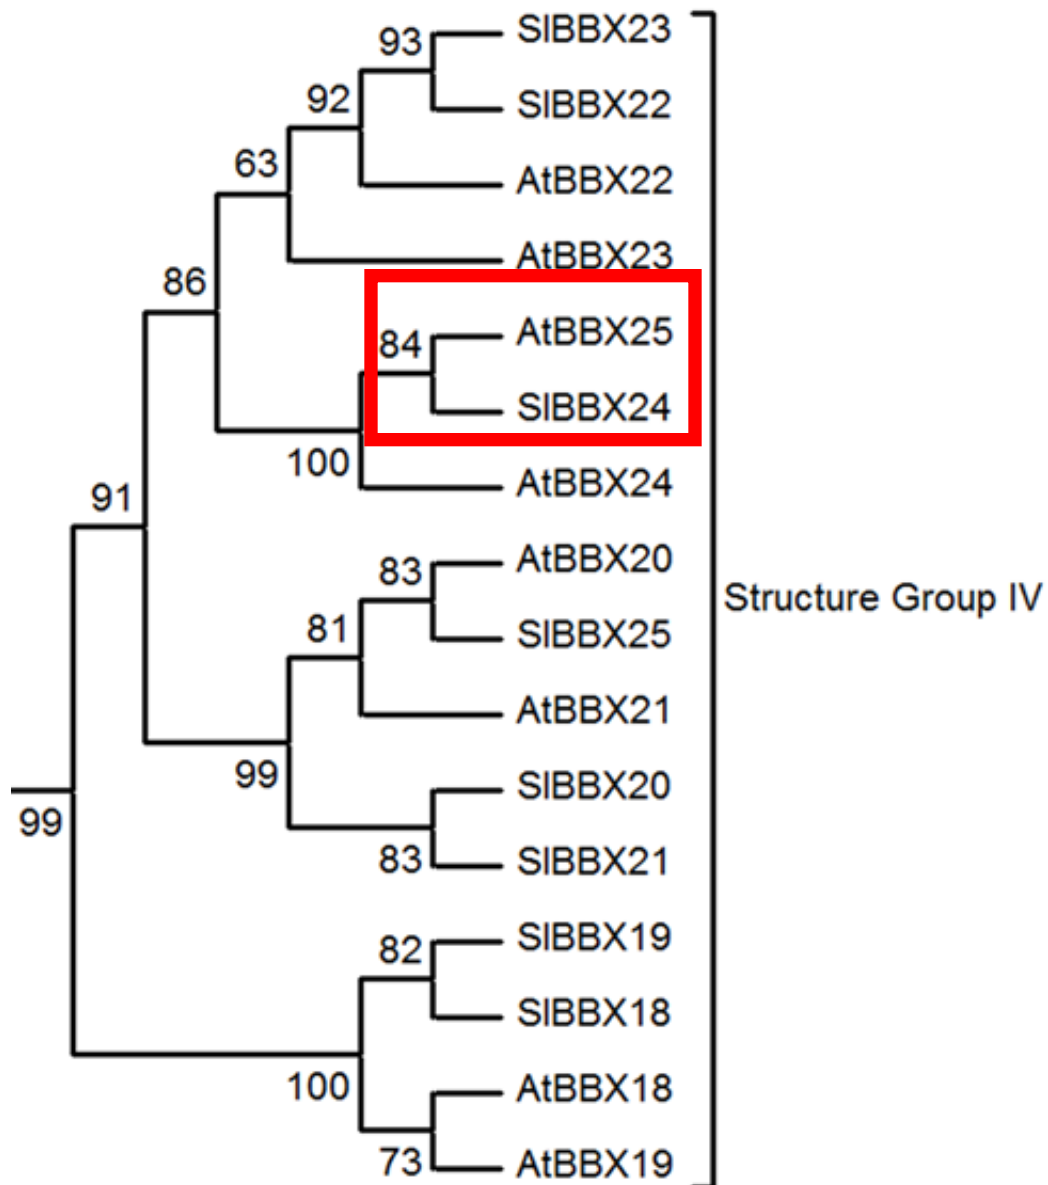 SlBBX23
93
SlBBX22
92
AtBBX22
63
AtBBX23
86
AtBBX25
84
SlBBX24
100
AtBBX24
91
AtBBX20
83
SlBBX25
81
Structure Group IV
AtBBX21
99
SlBBX20
99
SlBBX21
83
SlBBX19
82
SlBBX18
100
AtBBX18
AtBBX19
73